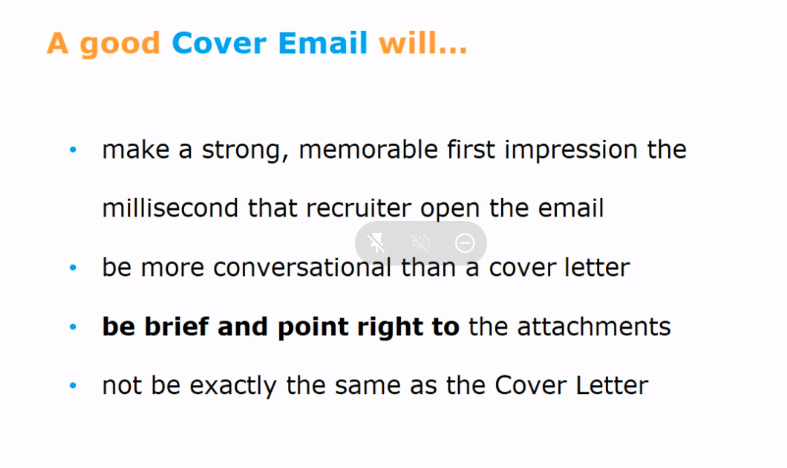 A good Cover Email will...
• make a strong, memorable first impression the
millisecond that recruiter open the email
• be more conversational than a cover letter
• be brief and point right to the attachments
• not be exactly the same as the Cover Letter